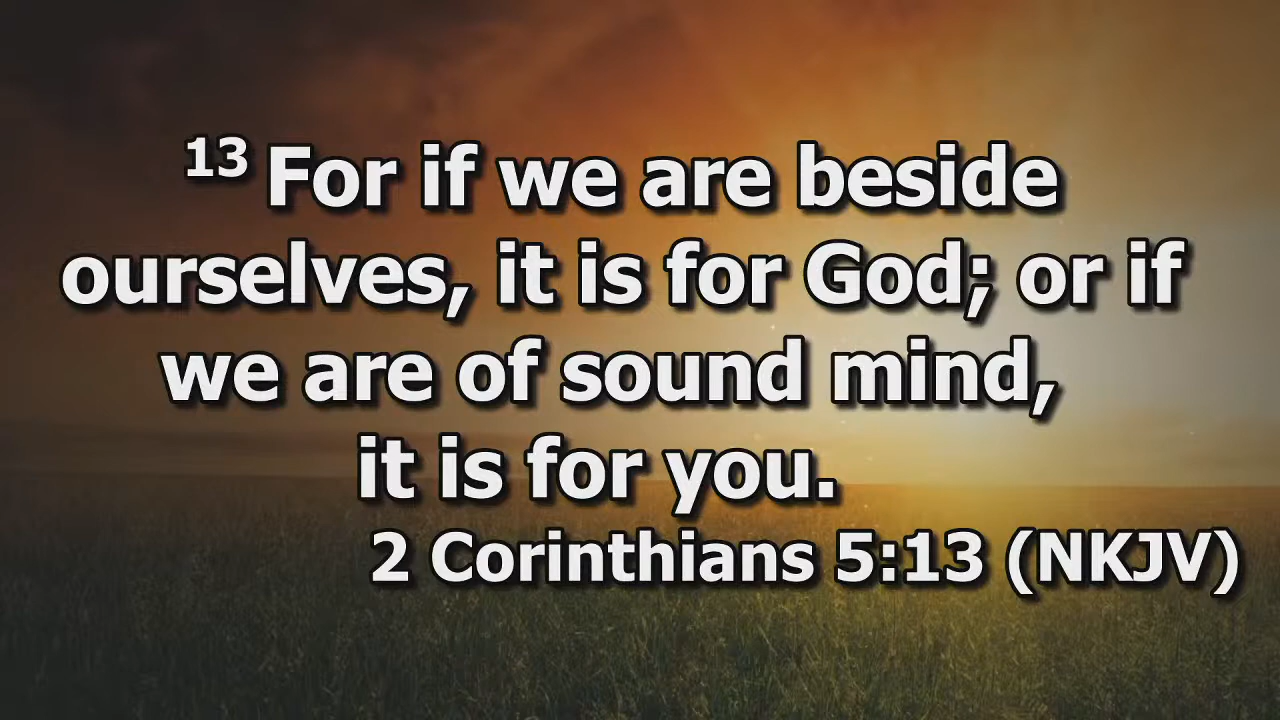 13 For if we are beside
ourselves, it is for God; or if
we are of sound mind,
it is for you.
2 Corinthians 5:13 (NKJV)